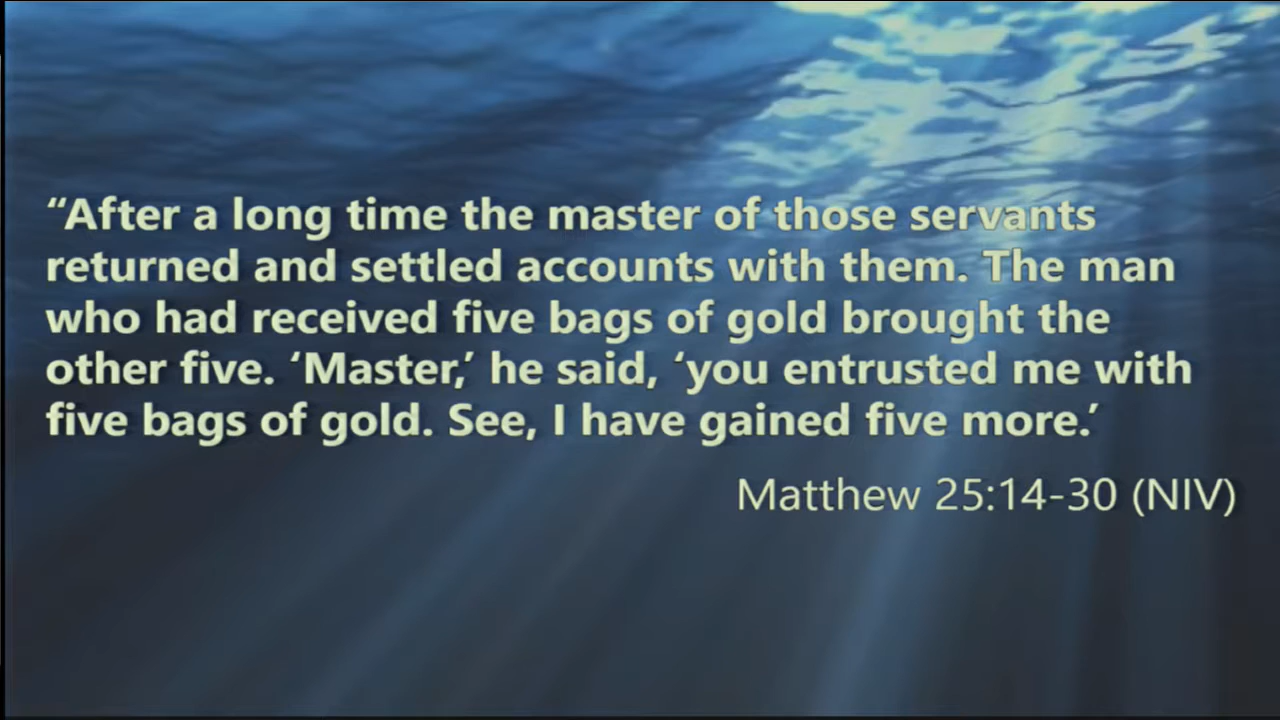 “After a long time the master of those servants
returned and settled accounts with them. The man
who had received five bags of gold brought the
other five. ‘Master,’ he said, ‘you entrusted me with
five bags of gold. See, I have gained five more.’
Matthew 25:14-30 (NIV)